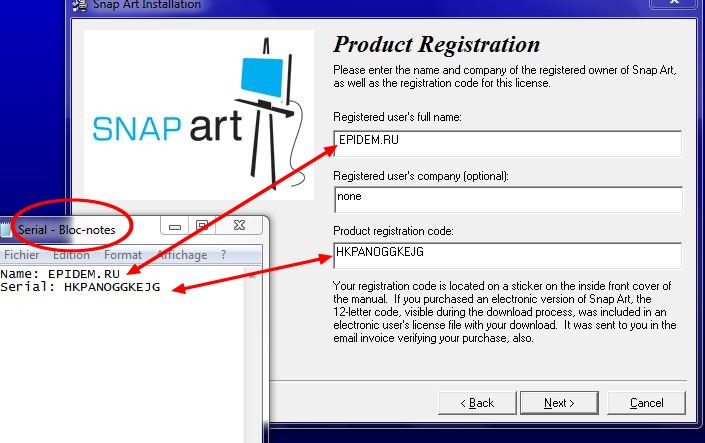 Snap Art Installation
SNAP art
Product Registration
Please enter the name and company of the registered owner of Snap Art,
as well as the registration code for this license.
Registered user's full name:
EPIDEM.RU
Registered user's company (optional):
none
Product registration code:
HKPANOGGKEJG
Your registration code is located on a sticker on the inside front cover of
the manual.  If you purchased an electronic version of Snap Art, the
12-letter code, visible during the download process, was included in an
electronic user's license file with your download.  It was sent to you in the
email invoice verifying your purchase, also.
< Back
Next >
Cancel
Serial - Bloc-notes
Fichier Edition Format Affichage ?
Name: EPIDEM.RU
Serial: HKPANOGGKEJG